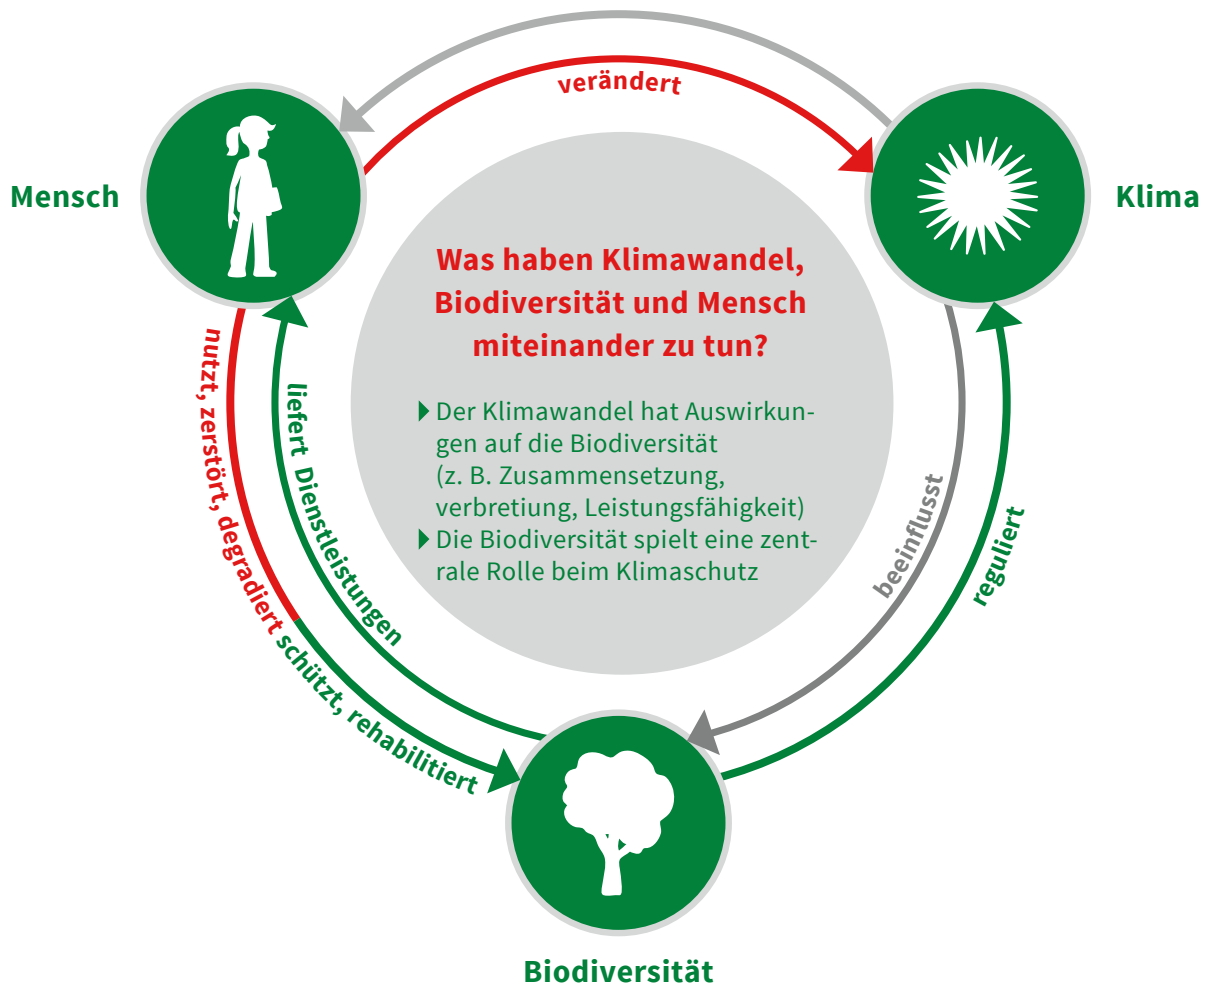 verändert
Mensch
Klima
Was haben Klimawandel,
Biodiversität und Mensch
miteinander zu tun?
Der Klimawandel hat Auswirkun-
gen auf die Biodiversität
(z. B. Zusammensetzung,
verbretiung, Leistungsfähigkeit)
Die Biodiversität spielt eine zent-
rale Rolle beim Klimaschutz
nutzt, zerstört, degradiert schützt, rehabilitiert
liefert Dienstleistungen
beeinflusst
reguliert
Biodiversität